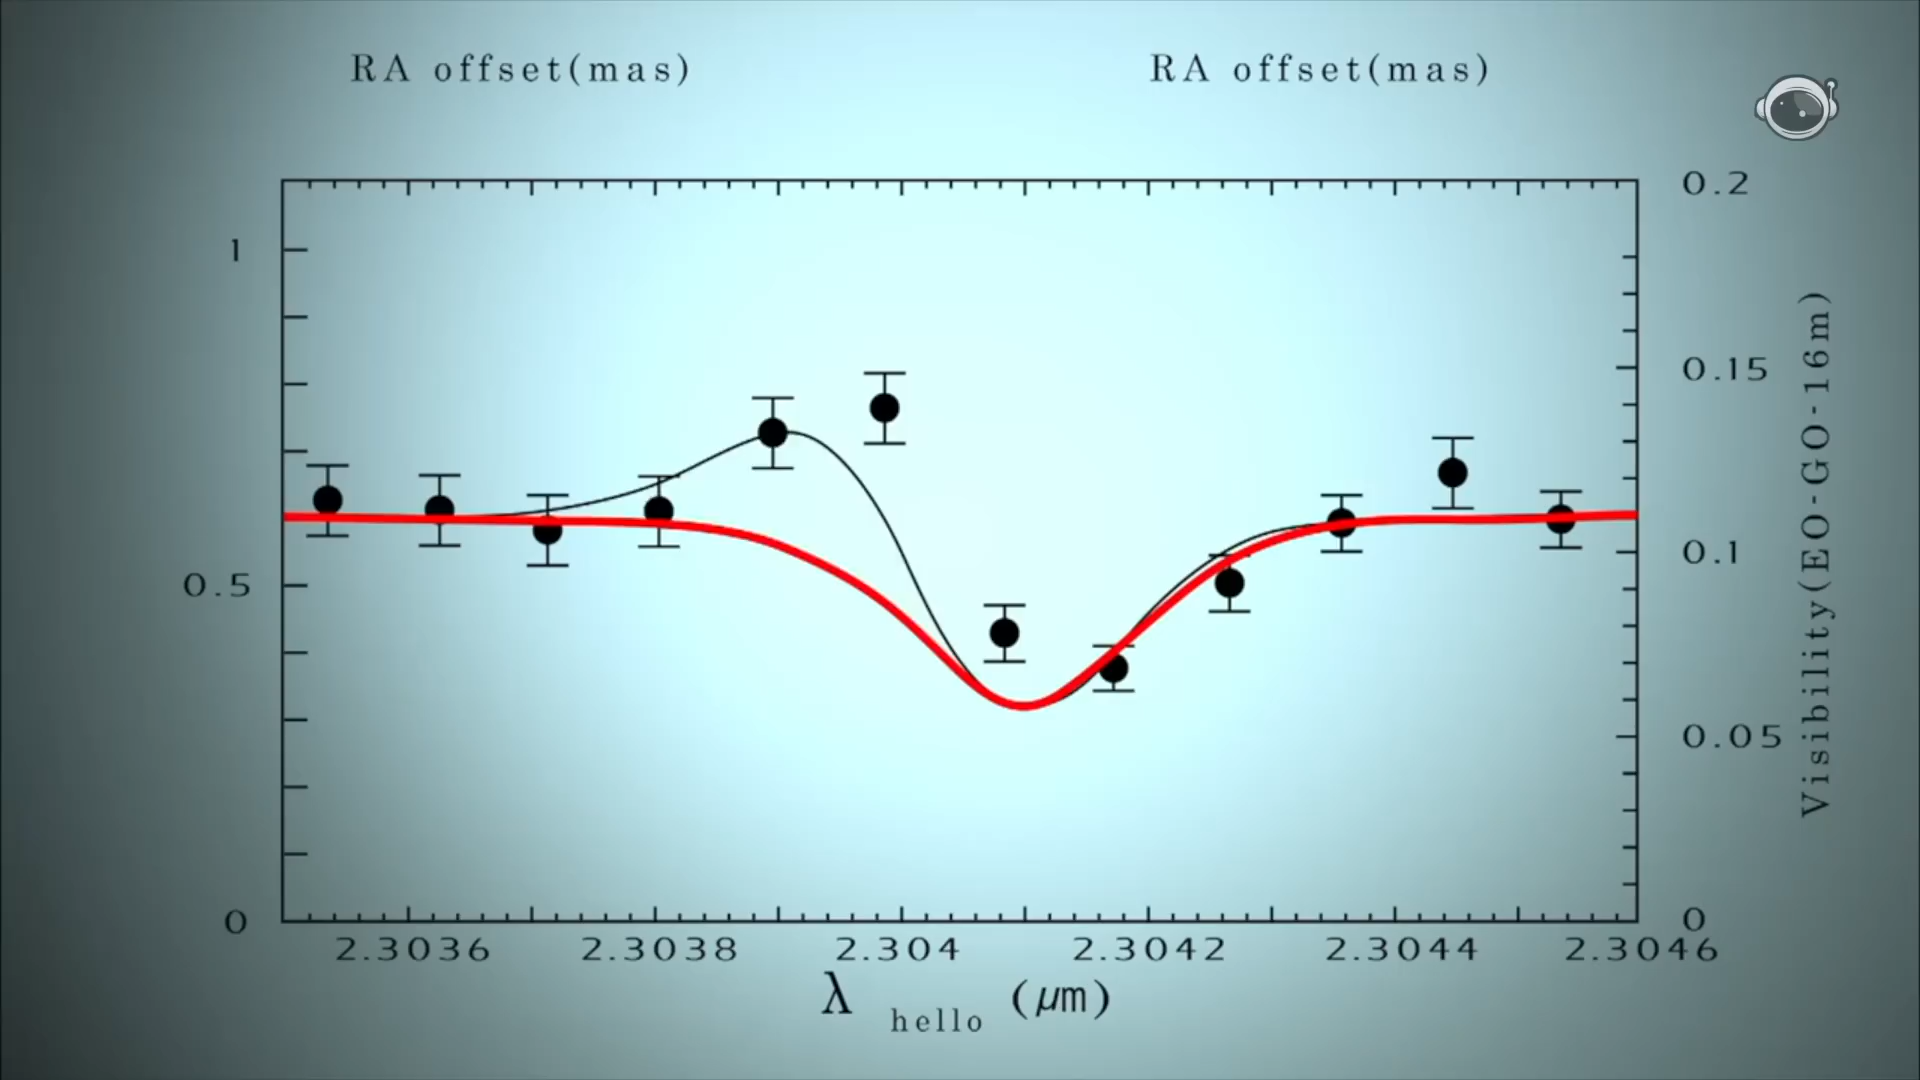 RA offset(mas)
RA offset(mas)
1
0.5
0
0.2
0.15
0.1
0.05
0
Visibility(EO-GO-16m)
2.3036 2.3038 2.304 2.3042 2.3044 2.3046
λ hello (μm)